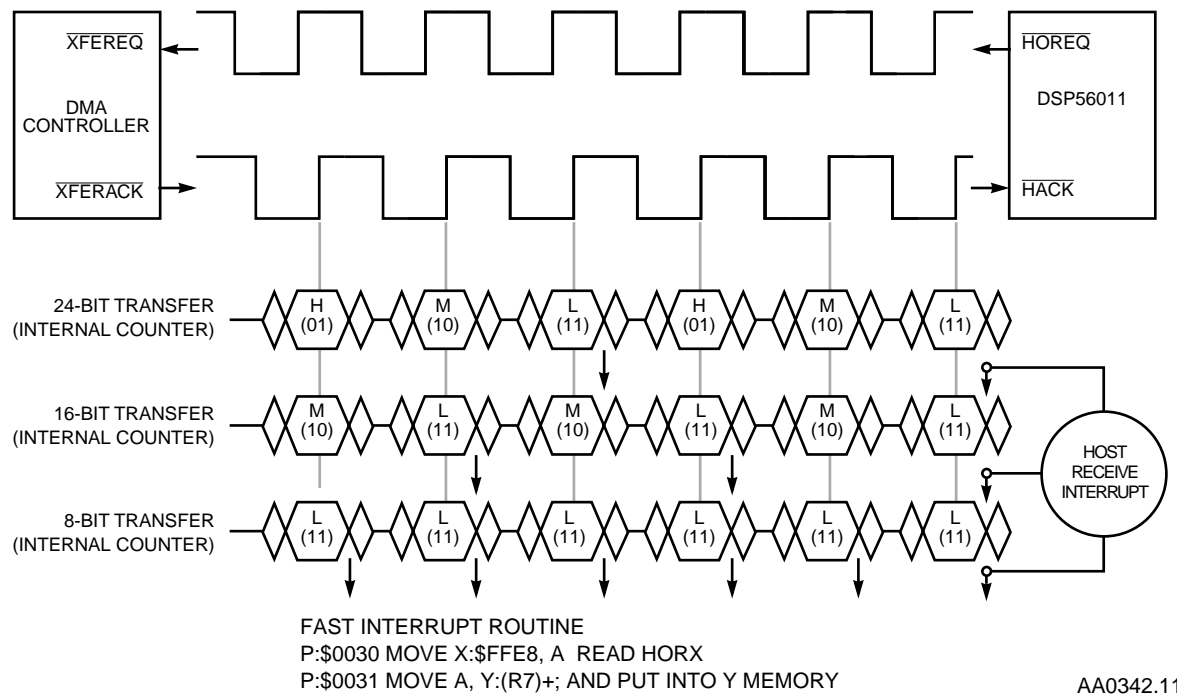 XFEREQ
HOREQ
DMA
CONTROLLER
DSP56011
XFERACK
HACK
24-BIT TRANSFER
(INTERNAL COUNTER)
H
(01)
M
(10)
L
(11)
H
(01)
M
(10)
L
(11)
16-BIT TRANSFER
(INTERNAL COUNTER)
M
(10)
L
(11)
M
(10)
L
(11)
M
(10)
L
(11)
HOST
RECEIVE
INTERRUPT
8-BIT TRANSFER
(INTERNAL COUNTER)
L
(11)
L
(11)
L
(11)
L
(11)
L
(11)
L
(11)
FAST INTERRUPT ROUTINE
P:$0030 MOVE X:$FFE8, A  READ HORX
P:$0031 MOVE A, Y:(R7)+; AND PUT INTO Y MEMORY
AA0342.11